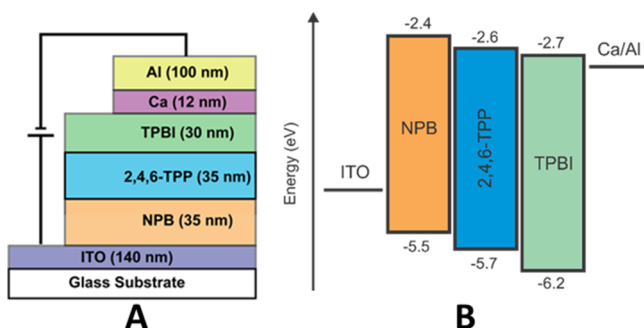 Al (100 nm)
Ca (12 nm)
TPBI (30 nm)
2,4,6-TPP (35 nm)
NPB (35 nm)
ITO (140 nm)
Glass Substrate
A
Energy (eV)
ITO
-2.4
NPB
-5.5
-2.6
2,4,6-TPP
-5.7
-2.7
TPBI
-6.2
Ca/Al
B